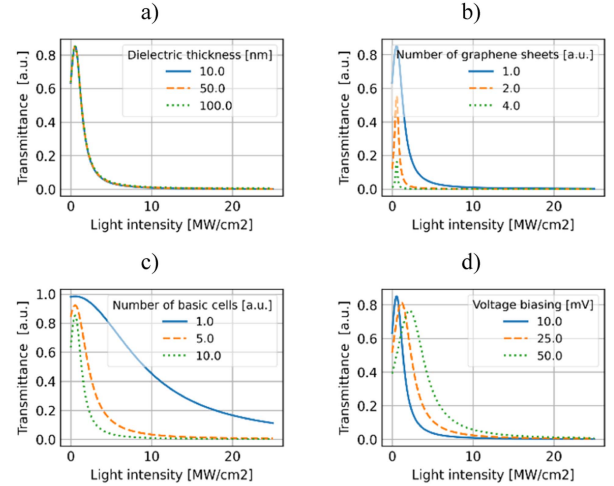 a)
Transmittance [a.u.]
0.8
0.6
0.4
0.2
0.0
Dielectric thickness [nm]
10.0
50.0
100.0
0 10 20
Light intensity [MW/cm2]
b)
Transmittance [a.u.]
0.8
0.6
0.4
0.2
0.0
Number of graphene sheets [a.u.]
1.0
2.0
4.0
0 10 20
Light intensity [MW/cm2]
c)
Transmittance [a.u.]
1.0
0.8
0.6
0.4
0.2
0.0
Number of basic cells [a.u.]
1.0
5.0
10.0
0 10 20
Light intensity [MW/cm2]
d)
Transmittance [a.u.]
0.8
0.6
0.4
0.2
0.0
Voltage biasing [mV]
10.0
25.0
50.0
0 10 20
Light intensity [MW/cm2]